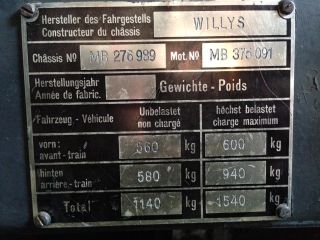 Hersteller des Fahrgestells WILLYS
Constructeur du châssis
Châssis Nº MB 276 989 Mot. Nº MB 376 091
Herstellungsjahr
Année de fabric. Gewichte - Poids
Fahrzeug - Véhicule Unbelastet höchst belastet
non chargé charge maximum
vorn: 560 kg 600 kg
avant-train
hinten 580 kg 940 kg
arrière-train
Total 1140 kg 1540 kg